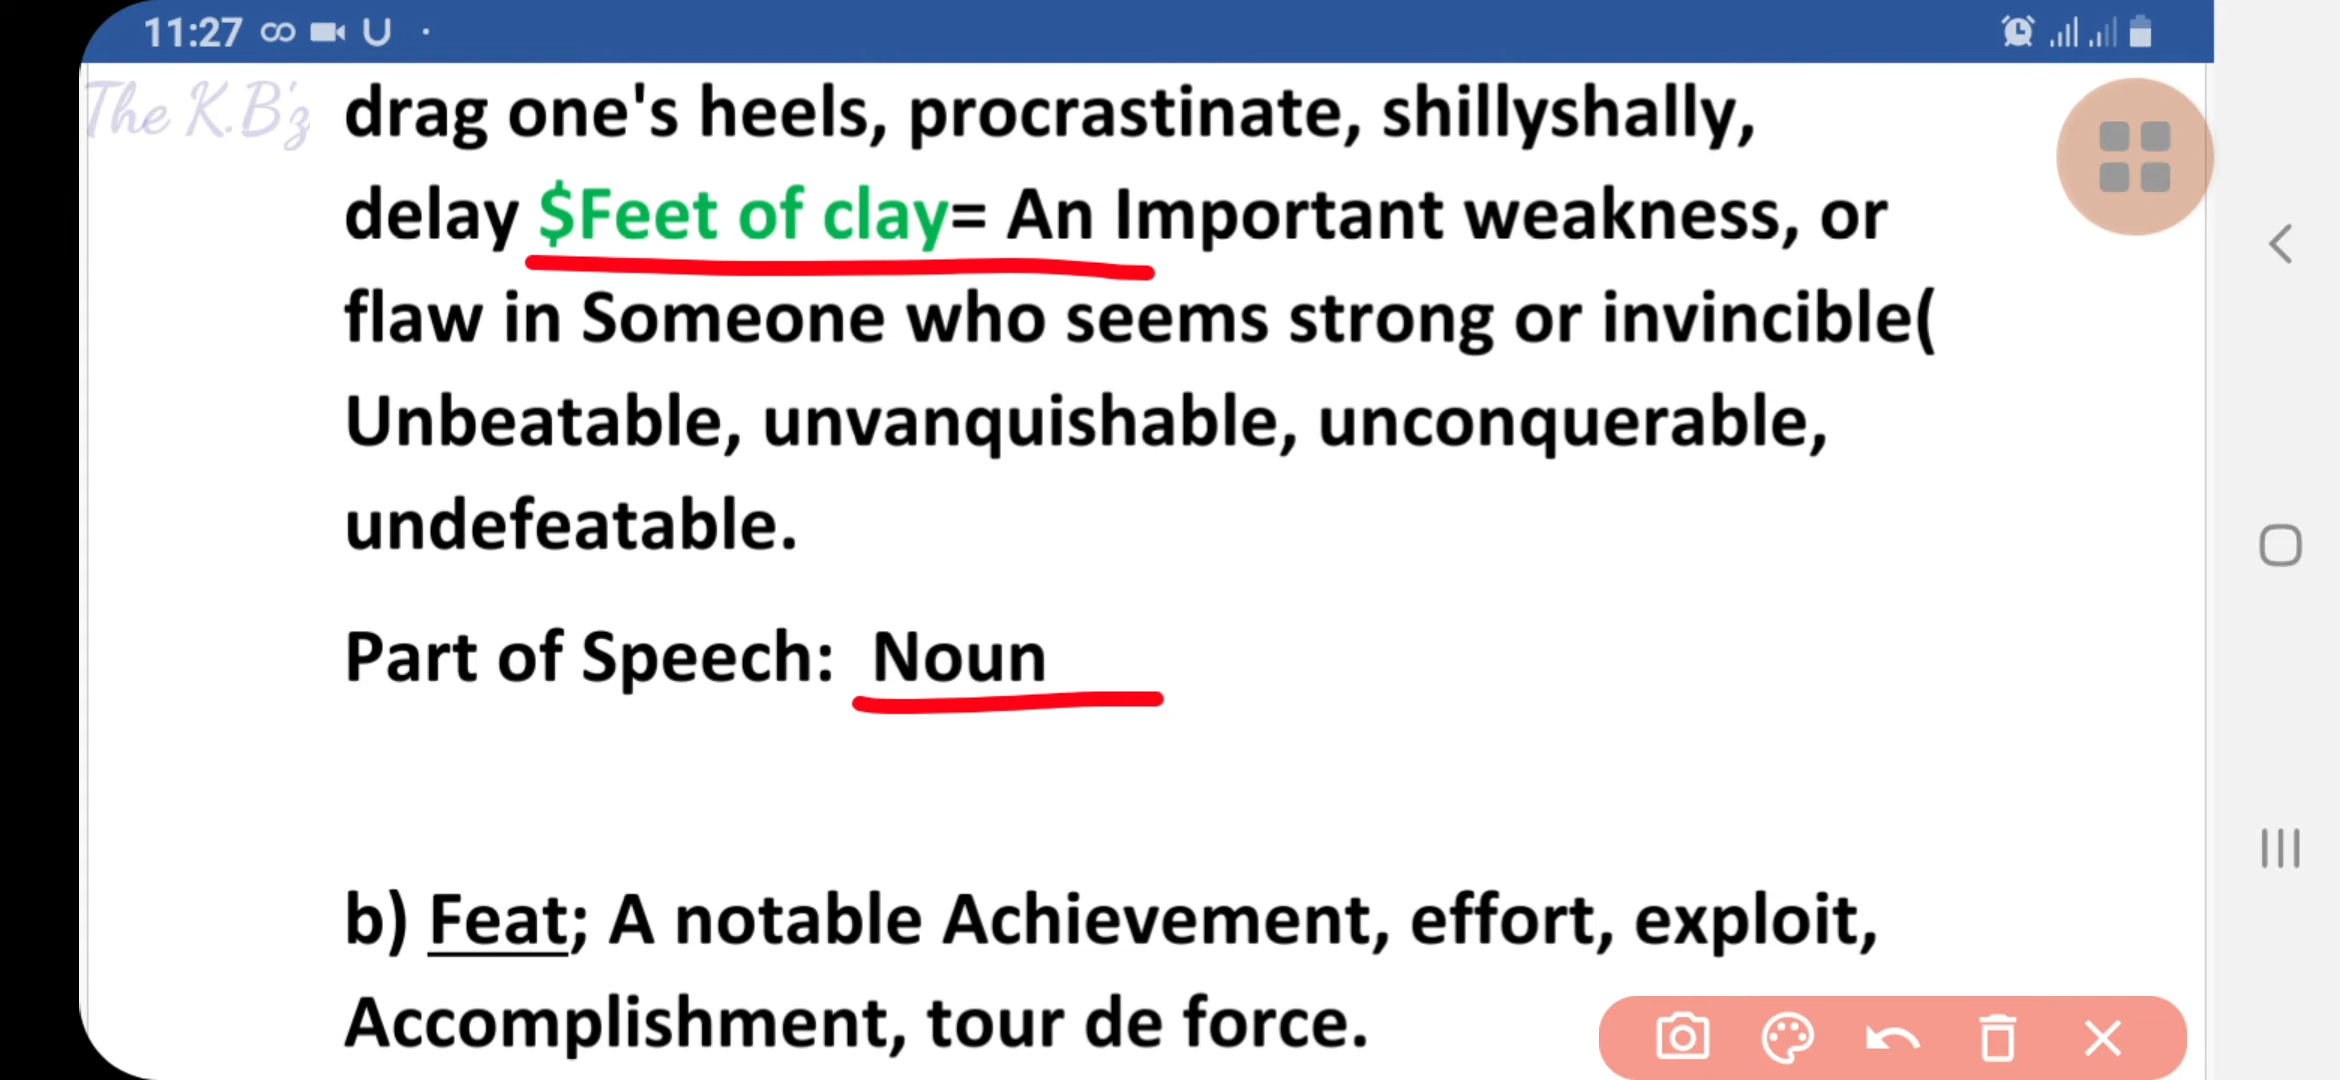 11:27
The K.B'z
drag one's heels, procrastinate, shillyshally,
delay $Feet of clay= An Important weakness, or
flaw in Someone who seems strong or invincible(
Unbeatable, unvanquishable, unconquerable,
undefeatable.
Part of Speech: Noun
b) Feat; A notable Achievement, effort, exploit,
Accomplishment, tour de force.